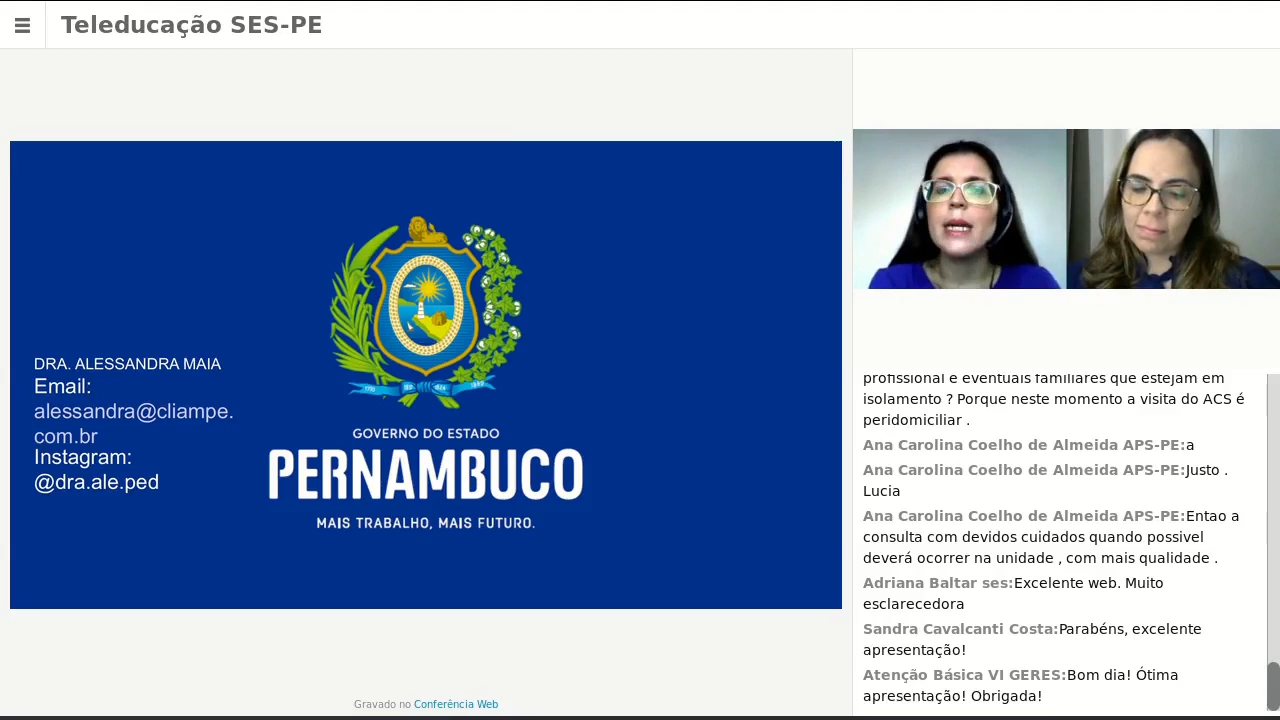 Teleducação SES-PE
DRA. ALESSANDRA MAIA
Email:
alessandra@cliampe.
com.br
Instagram:
@dra.ale.ped
GOVERNO DO ESTADO
PERNAMBUCO
MAIS TRABALHO, MAIS FUTURO.
profissional e eventuais familiares que estejam em
isolamento ? Porque neste momento a visita do ACS é
peridomiciliar .
Ana Carolina Coelho de Almeida APS-PE:a
Ana Carolina Coelho de Almeida APS-PE:Justo .
Lucia
Ana Carolina Coelho de Almeida APS-PE:Entao a
consulta com devidos cuidados quando possivel
deverá ocorrer na unidade , com mais qualidade .
Adriana Baltar ses:Excelente web. Muito
esclarecedora
Sandra Cavalcanti Costa:Parabéns, excelente
apresentação!
Atenção Básica VI GERES:Bom dia! Ótima
apresentação! Obrigada!
Gravado no Conferência Web